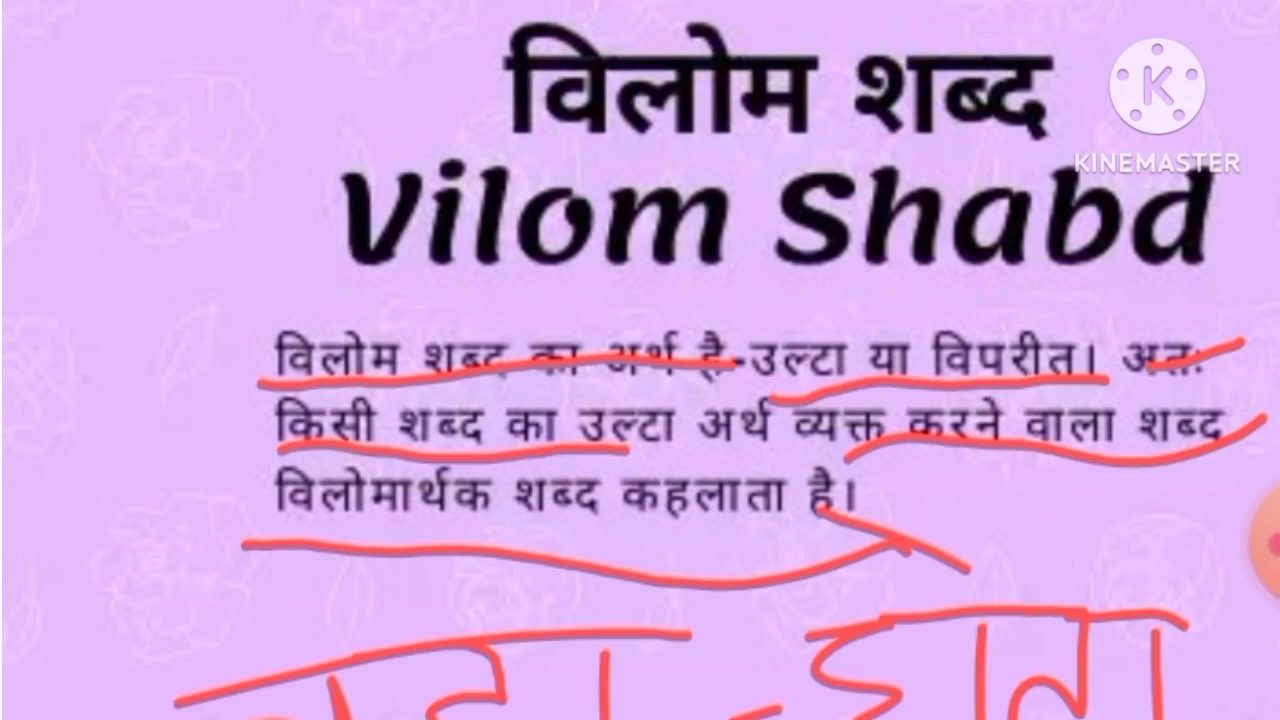 विलोम शब्द
KINEMASTER
Vilom Shabd
विलोम शब्द का अर्थ है-उल्टा या विपरीत। अतः
किसी शब्द का उल्टा अर्थ व्यक्त करने वाला शब्द
विलोमार्थक शब्द कहलाता है।